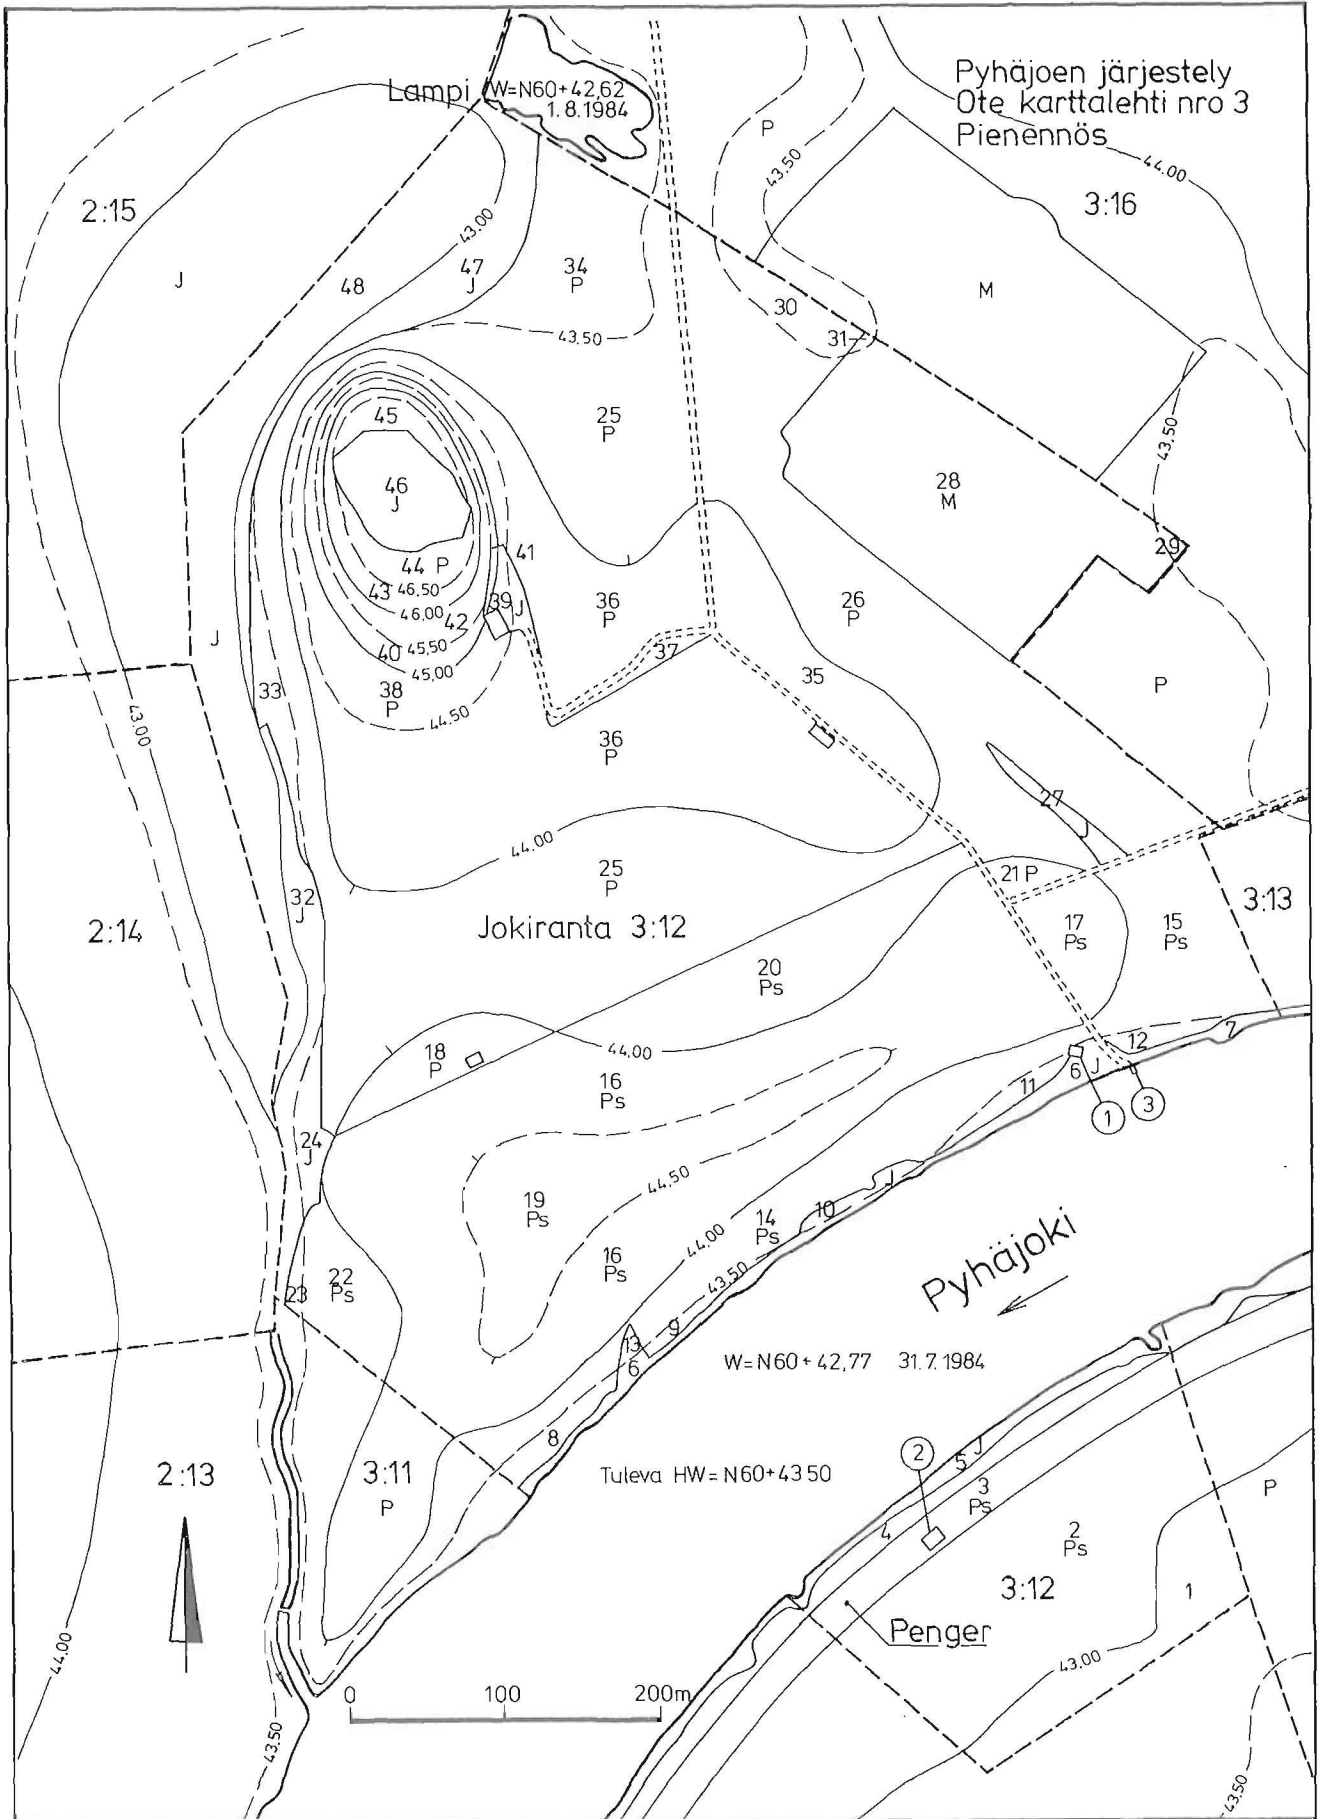 Pyhäjoen järjestely
Ote karttalehti nro 3
Pienennös
Lampi
W=N60+42,62
1.8.1984
P
43.50
44.00
2:15
3:16
43.00
J
48
47
J
34
P
30
M
43.50
31
45
25
P
43.50
46
J
28
M
44 P
41
29
43
46.50
46.00
42
39
J
36
P
26
P
40
45,50
45,00
J
37
33
38
P
44.50
35
P
43.00
36
P
27
J
44.00
25
P
21 P
32
J
2:14
Jokiranta 3:12
17
Ps
15
Ps
3:13
20
Ps
18
P
44.00
16
Ps
12
7
6
J
11
1
3
24
J
44.50
19
Ps
14
Ps
10
J
44.00
16
Ps
43.50
Pyhäjoki
22
Ps
23
13
6
9
W=N60+42,77 31.7.1984
8
2:13
3:11
P
Tuleva HW=N60+43 50
2
5
J
3
Ps
4
P
2
Ps
3:12
1
Penger
43.00
44.00
0 100 200m
43.50
43.50